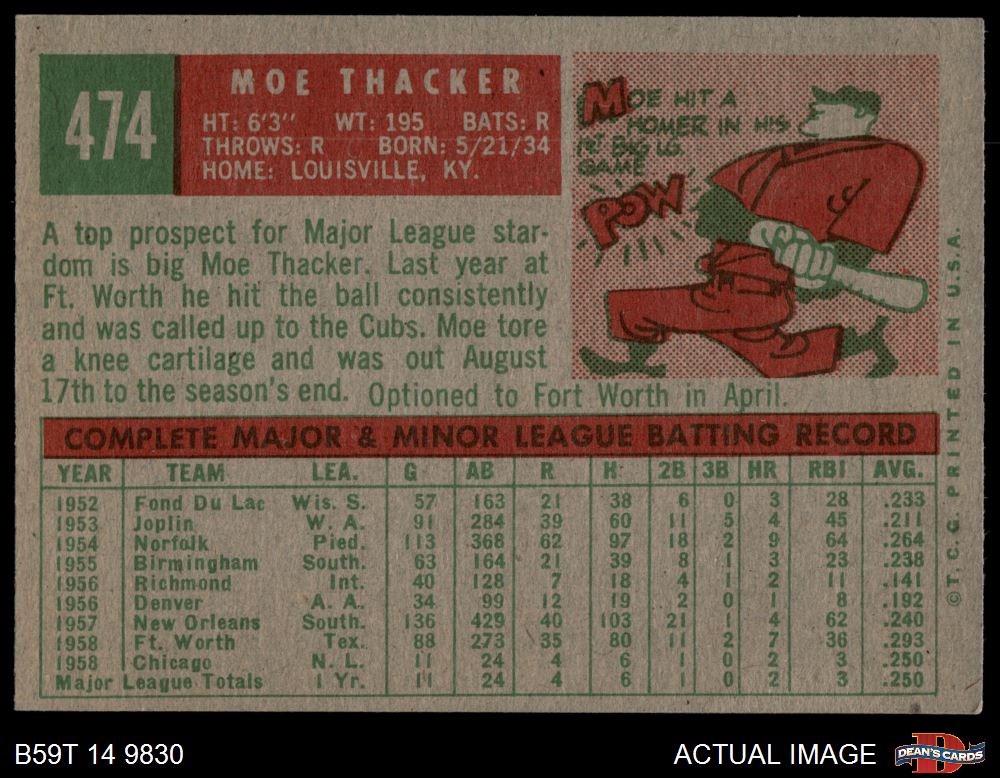 474
MOE THACKER
HT: 6'3" WT: 195 BATS: R
THROWS: R BORN: 5/21/34
HOME: LOUISVILLE, KY.
MOE HIT A
HOMER IN HIS
1st BIG LG.
GAME
POW
A top prospect for Major League star-
dom is big Moe Thacker. Last year at
Ft. Worth he hit the ball consistently
and was called up to the Cubs. Moe tore
a knee cartilage and was out August
17th to the season's end. Optioned to Fort Worth in April.
COMPLETE MAJOR & MINOR LEAGUE BATTING RECORD
YEAR TEAM LEA. G AB R H 2B 3B HR RBI AVG.
1952 Fond Du Lac Wis. S. 57 163 21 38 6 0 3 28 .233
1953 Joplin W. A. 91 284 39 60 11 5 4 45 .211
1954 Norfolk Pied. 113 368 62 97 18 2 9 64 .264
1955 Birmingham South. 63 164 21 39 8 1 3 23 .238
1956 Richmond Int. 40 128 7 18 4 1 2 11 .141
1956 Denver A. A. 34 99 12 19 2 0 1 8 .192
1957 New Orleans South. 136 429 40 103 21 1 4 62 .240
1958 Ft. Worth Tex. 88 273 35 80 11 2 7 36 .293
1958 Chicago N. L. 11 24 4 6 1 0 2 3 .250
Major League Totals 1 Yr. 11 24 4 6 1 0 2 3 .250
©T. C. G. PRINTED IN U.S.A.
B59T 14 9830
ACTUAL IMAGE
DEAN'S CARDS